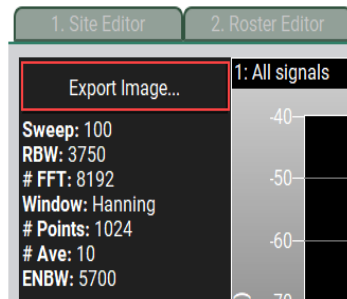 1. Site Editor
2. Roster Editor
Export Image...
Sweep: 100
RBW: 3750
# FFT: 8192
Window: Hanning
# Points: 1024
# Ave: 10
ENBW: 5700
1: All signals
-40
-50
-60